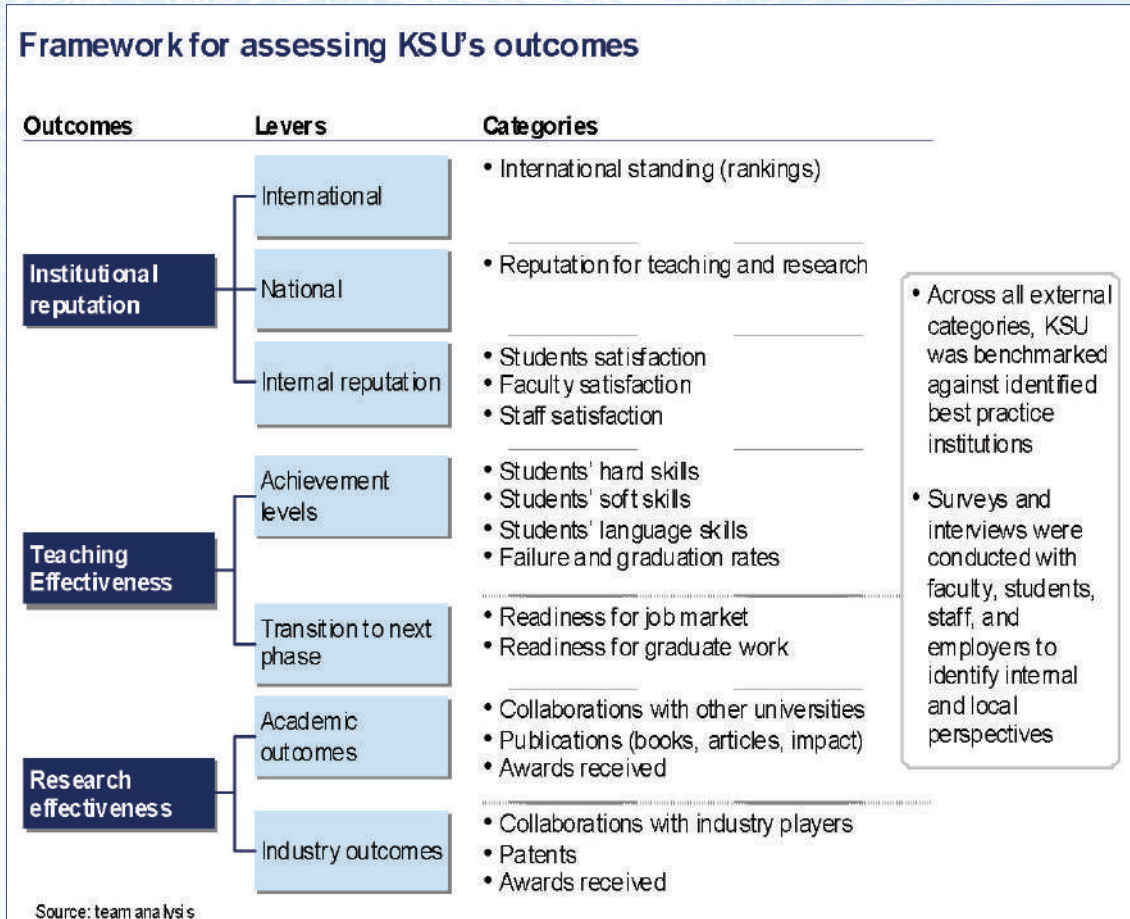 Framework for assessing KSU's outcomes
Outcomes
Levers
Categories
Institutional
reputation
International
• International standing (rankings)
National
• Reputation for teaching and research
Internal reputation
• Students satisfaction
• Faculty satisfaction
• Staff satisfaction
Teaching
Effectiveness
Achievement
levels
• Students' hard skills
• Students' soft skills
• Students' language skills
• Failure and graduation rates
Transition to next
phase
• Readiness for job market
• Readiness for graduate work
Research
effectiveness
Academic
outcomes
• Collaborations with other universities
• Publications (books, articles, impact)
• Awards received
Industry outcomes
• Collaborations with industry players
• Patents
• Awards received
• Across all external
categories, KSU
was benchmarked
against identified
best practice
institutions
• Surveys and
interviews were
conducted with
faculty, students,
staff, and
employers to
identify internal
and local
perspectives
Source: team analysis